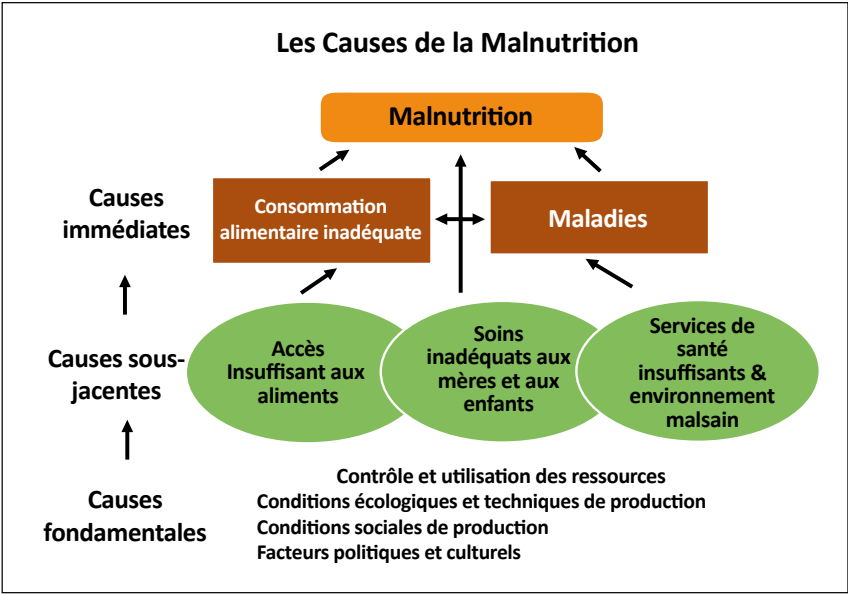 Les Causes de la Malnutrition
Malnutrition
Causes
immédiates
Consommation
alimentaire inadéquate
Maladies
Causes sous-
jacentes
Accès
Insuffisant aux
aliments
Soins
inadéquats aux
mères et aux
enfants
Services de
santé
insuffisants &
environnement
malsain
Causes
fondamentales
Contrôle et utilisation des ressources
Conditions écologiques et techniques de production
Conditions sociales de production
Facteurs politiques et culturels